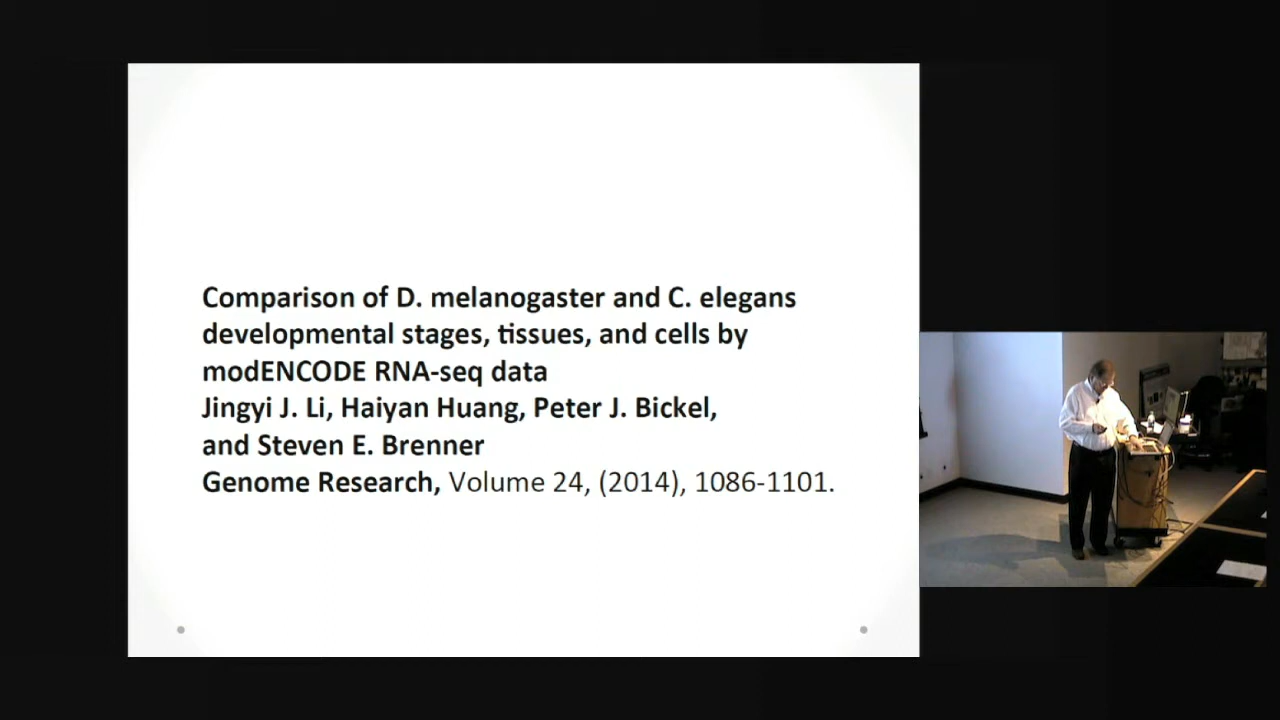 Comparison of D. melanogaster and C. elegans
developmental stages, tissues, and cells by
modENCODE RNA-seq data
Jingyi J. Li, Haiyan Huang, Peter J. Bickel,
and Steven E. Brenner
Genome Research, Volume 24, (2014), 1086-1101.